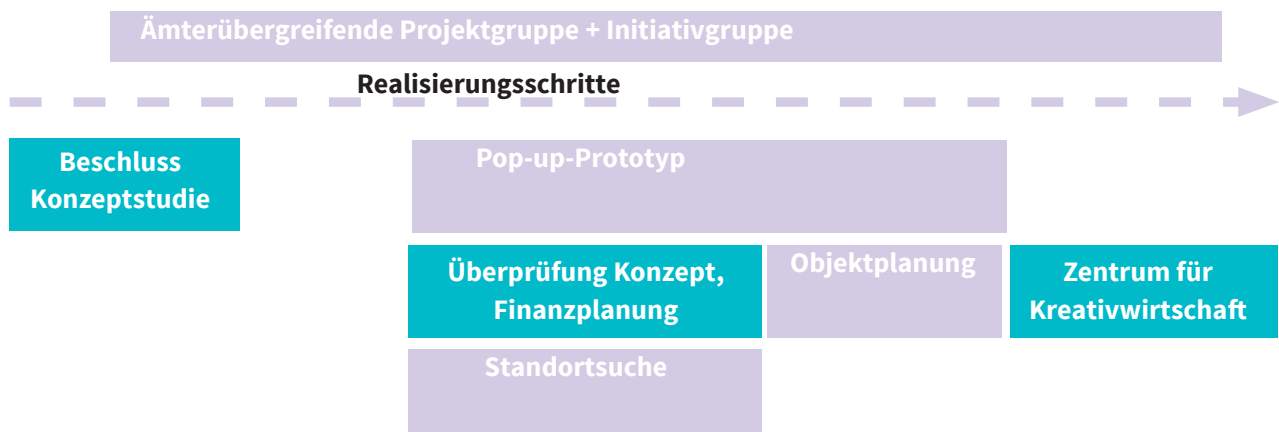 Ämterübergreifende Projektgruppe + Initiativgruppe
Realisierungsschritte
Beschluss
Konzeptstudie
Pop-up-Prototyp
Überprüfung Konzept,
Finanzplanung
Objektplanung
Zentrum für
Kreativwirtschaft
Standortsuche